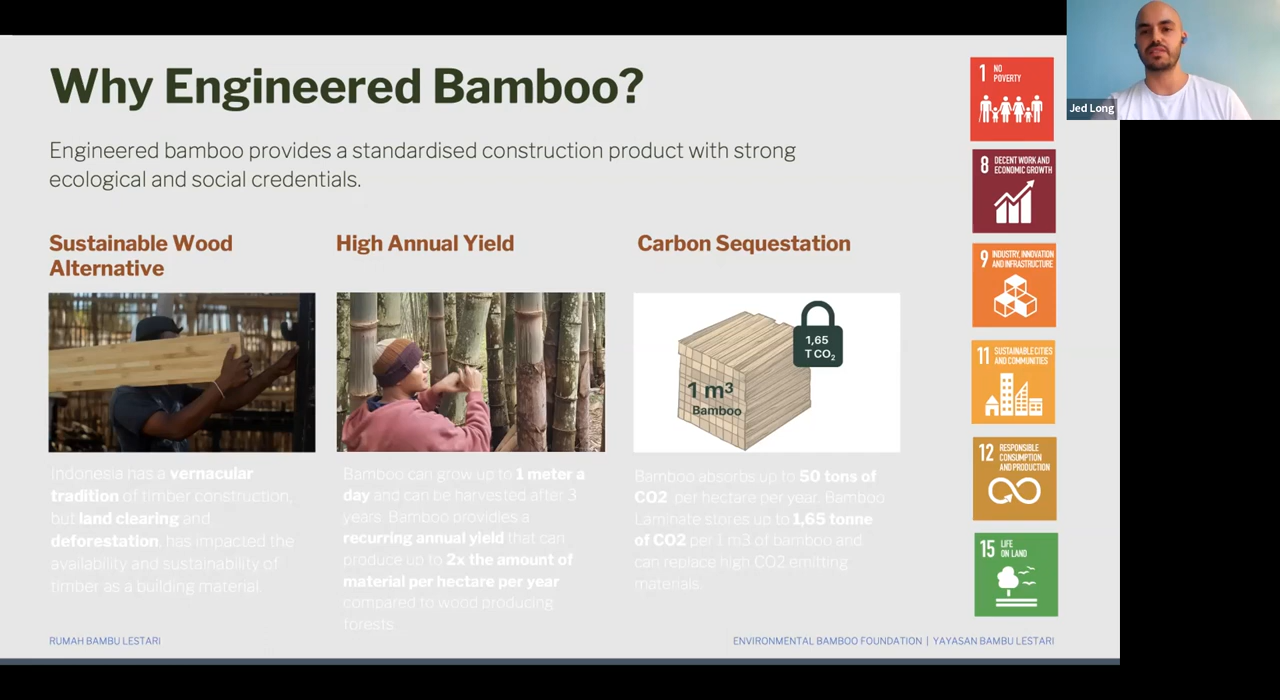 Why Engineered Bamboo?
Engineered bamboo provides a standardised construction product with strong
ecological and social credentials.
Sustainable Wood
Alternative
Indonesia has a vernacular
tradition of timber construction,
but land clearing and
deforestation, has impacted the
availability and sustainability of
timber as a building material.
High Annual Yield
Bamboo can grow up to 1 meter a
day and can be harvested after 3
years. Bamboo providies a
recurring annual yield that can
produce up to 2x the amount of
material per hectare per year
compared to wood producing
forests.
Carbon Sequestation
1,65
T CO₂
1 m³
Bamboo
Bamboo absorbs up to 50 tons of
CO2 per hectare per year. Bamboo
Laminate stores up to 1,65 tonne
of CO2 per 1 m3 of bamboo and
can replace high CO2 emitting
materials.
1 NO
POVERTY
8 DECENT WORK AND
ECONOMIC GROWTH
9 INDUSTRY, INNOVATION
AND INFRASTRUCTURE
11 SUSTAINABLE CITIES
AND COMMUNITIES
12 RESPONSIBLE
CONSUMPTION
AND PRODUCTION
15 LIFE
ON LAND
RUMAH BAMBU LESTARI
ENVIRONMENTAL BAMBOO FOUNDATION | YAYASAN BAMBU LESTARI
Jed Long